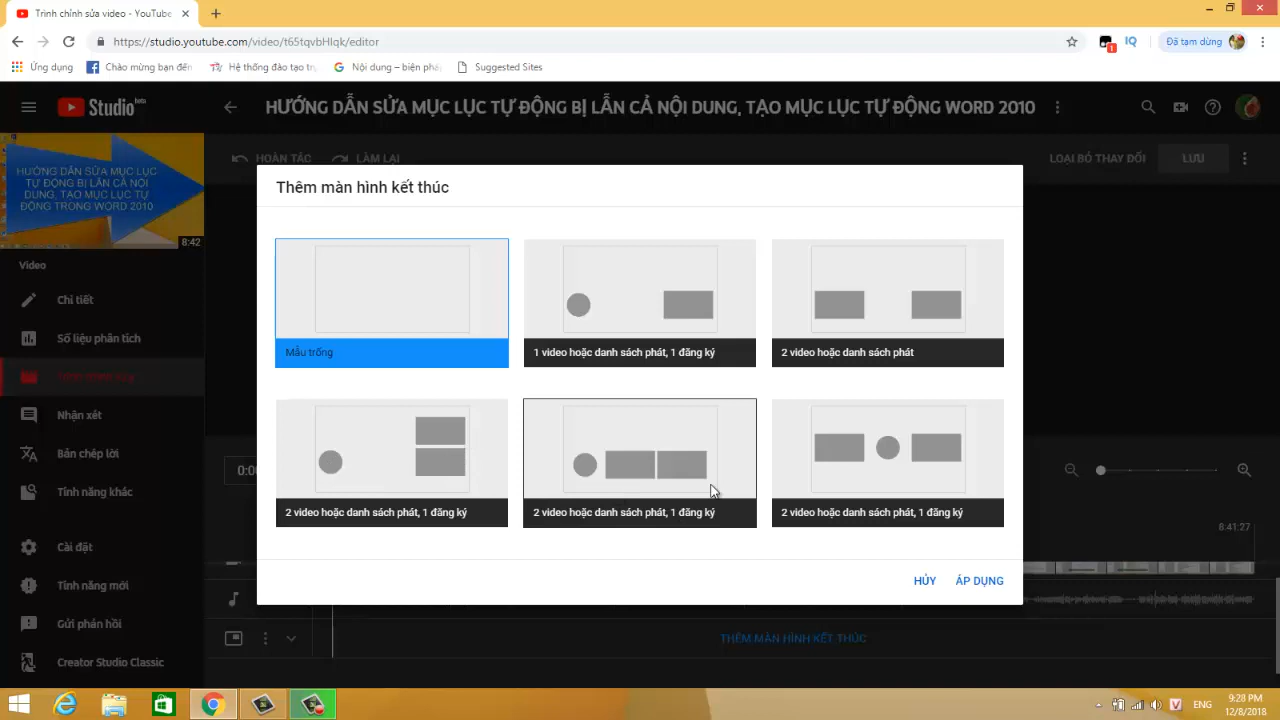 Trình chỉnh sửa video - YouTube
https://studio.youtube.com/video/t65tqvbHIqk/editor
1
IQ
Đã tạm dừng
Ứng dụng
Chào mừng bạn đến
Hệ thống đào tạo trự
Nội dung – biện phá
Suggested Sites
Studio beta
HƯỚNG DẪN SỬA MỤC LỤC TỰ ĐỘNG BỊ LẪN CẢ NỘI DUNG, TẠO MỤC LỤC TỰ ĐỘNG WORD 2010
HOÀN TÁC
LÀM LẠI
LOẠI BỎ THAY ĐỔI
LƯU
HƯỚNG DẪN SỬA MỤC LỤC
TỰ ĐỘNG BỊ LẪN CẢ NỘI
DUNG, TẠO MỤC LỤC TỰ
ĐỘNG TRONG WORD 2010
8:42
Video
Chi tiết
Số liệu phân tích
Trình chỉnh sửa
Nhận xét
Bản chép lời
Tính năng khác
Cài đặt
Tính năng mới
Gửi phản hồi
Creator Studio Classic
Thêm màn hình kết thúc
Mẫu trống
1 video hoặc danh sách phát, 1 đăng ký
2 video hoặc danh sách phát
2 video hoặc danh sách phát, 1 đăng ký
2 video hoặc danh sách phát, 1 đăng ký
2 video hoặc danh sách phát, 1 đăng ký
HỦY
ÁP DỤNG
8:41:27
THÊM MÀN HÌNH KẾT THÚC
ENG
9:28 PM
12/8/2018